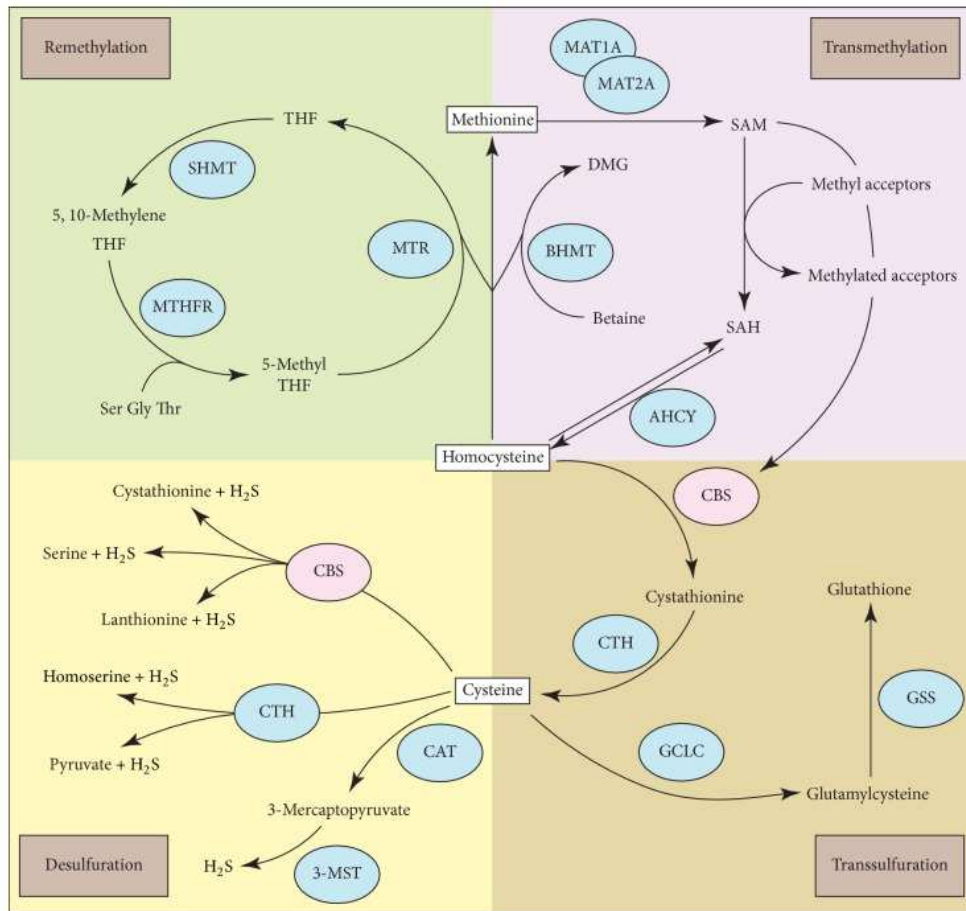 Remethylation
MAT1A
MAT2A
Transmethylation
THF
Methionine
SAM
SHMT
DMG
Methyl acceptors
5, 10-Methylene
THF
MTR
BHMT
Methylated acceptors
MTHFR
Betaine
SAH
5-Methyl
THF
Ser Gly Thr
AHCY
Homocysteine
Cystathionine + H₂S
CBS
Serine + H₂S
CBS
Lanthionine + H₂S
Cystathionine
Glutathione
CTH
Homoserine + H₂S
CTH
Cysteine
GSS
Pyruvate + H₂S
CAT
GCLC
3-Mercaptopyruvate
Glutamylcysteine
Desulfuration
H₂S
3-MST
Transsulfuration